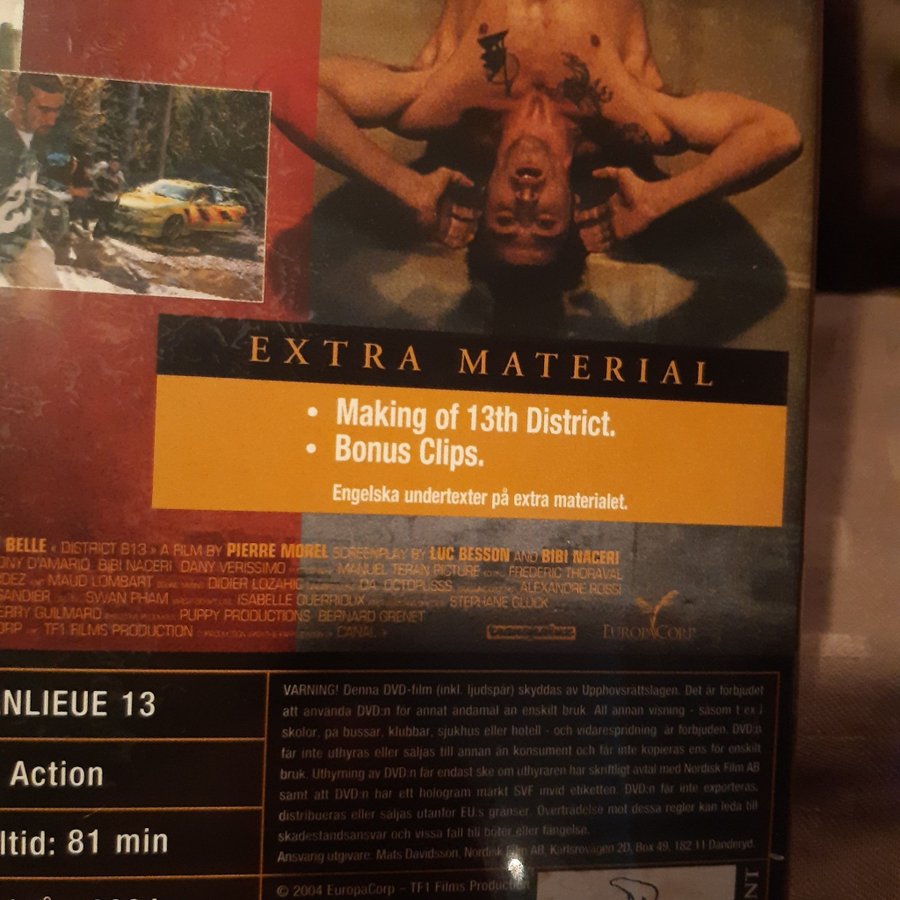 EXTRA MATERIAL
• Making of 13th District.
• Bonus Clips.
Engelska undertexter på extra materialet.
BELLE « DISTRICT B13 » A FILM BY PIERRE MOREL SCREENPLAY BY LUC BESSON AND BIBI NACERI
TONY D'AMARIO BIBI NACERI DANY VERISSIMO MANUEL TERAN PICTURE FREDERIC THORAVAL
DEZ MAUD LOMBART DIDIER LOZAHIC DA OCTOPUSSS ALEXANDRE ROSSI
SANDIER SWAN PHAM ISABELLE QUERRIOUX STEPHANE GLUCK
ERRY GUILMARD PUPPY PRODUCTIONS BERNARD GRENET
CORP TF1 FILMS PRODUCTION CANAL+
EUROPACORP
NLIEUE 13
Action
ltid: 81 min
VARNING! Denna DVD-film (inkl. ljudspår) skyddas av Upphovsrättslagen. Det är förbjudet
att använda DVD:n för annat ändamål än enskilt bruk. All annan visning - såsom t ex i
skolor, på bussar, klubbar, sjukhus eller hotell - och vidarespridning är förbjuden. DVD:n
får inte uthyras eller säljas till annan än konsument och får inte kopieras ens för enskilt
bruk. Uthyrning av DVD:n får endast ske om uthyraren har skriftligt avtal med Nordisk Film AB
samt att DVD:n har ett hologram märkt SVF invid etiketten. DVD:n får inte exporteras,
distribueras eller säljas utanför EU:s gränser. Överträdelse mot dessa regler kan leda till
skadeståndsansvar och vissa fall till böter eller fängelse.
Ansvarig utgivare: Mats Davidsson, Nordisk Film AB, Karlsrovägen 2D, Box 49, 182 11 Danderyd.
© 2004 EuropaCorp – TF1 Films Production
NT